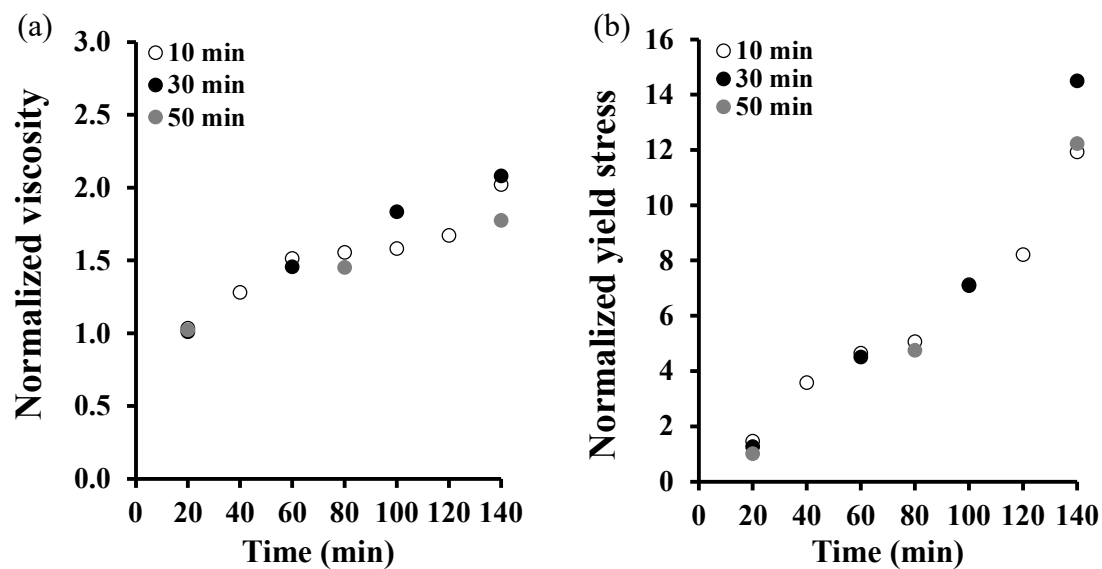 (a)
Normalized viscosity
3.0
2.5
2.0
1.5
1.0
0.5
0.0
10 min
30 min
50 min
0 20 40 60 80 100 120 140
Time (min)
(b)
Normalized yield stress
16
14
12
10
8
6
4
2
0
10 min
30 min
50 min
0 20 40 60 80 100 120 140
Time (min)